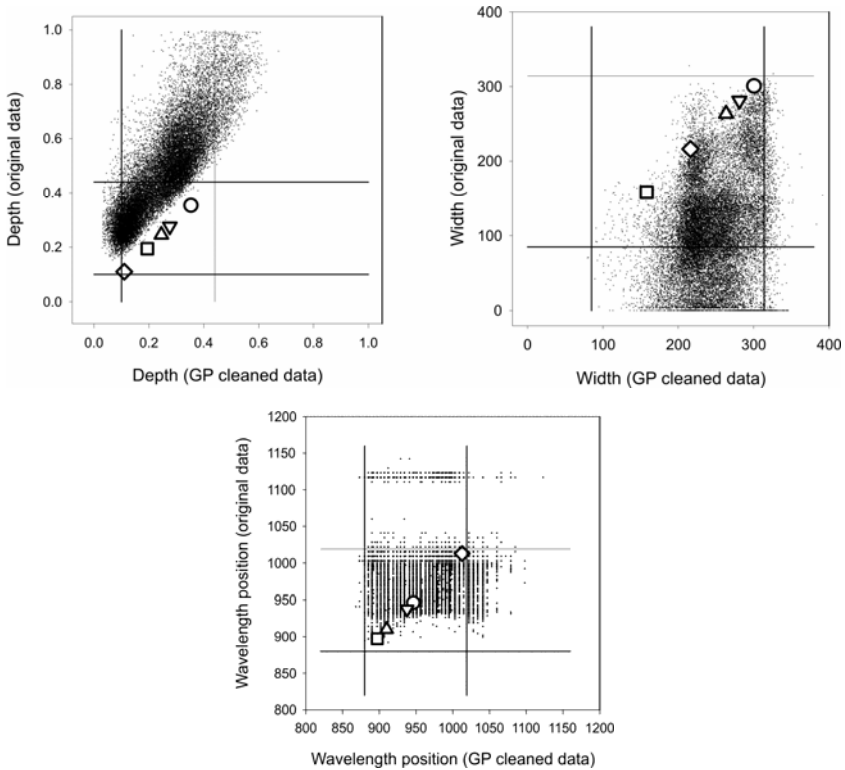 1.0
0.8
0.6
0.4
0.2
0.0
Depth (original data)
0.0 0.2 0.4 0.6 0.8 1.0
Depth (GP cleaned data)
400
300
200
100
0
Width (original data)
0 100 200 300 400
Width (GP cleaned data)
1200
1150
1100
1050
1000
950
900
850
800
Wavelength position (original data)
800 850 900 950 1000 1050 1100 1150 1200
Wavelength position (GP cleaned data)